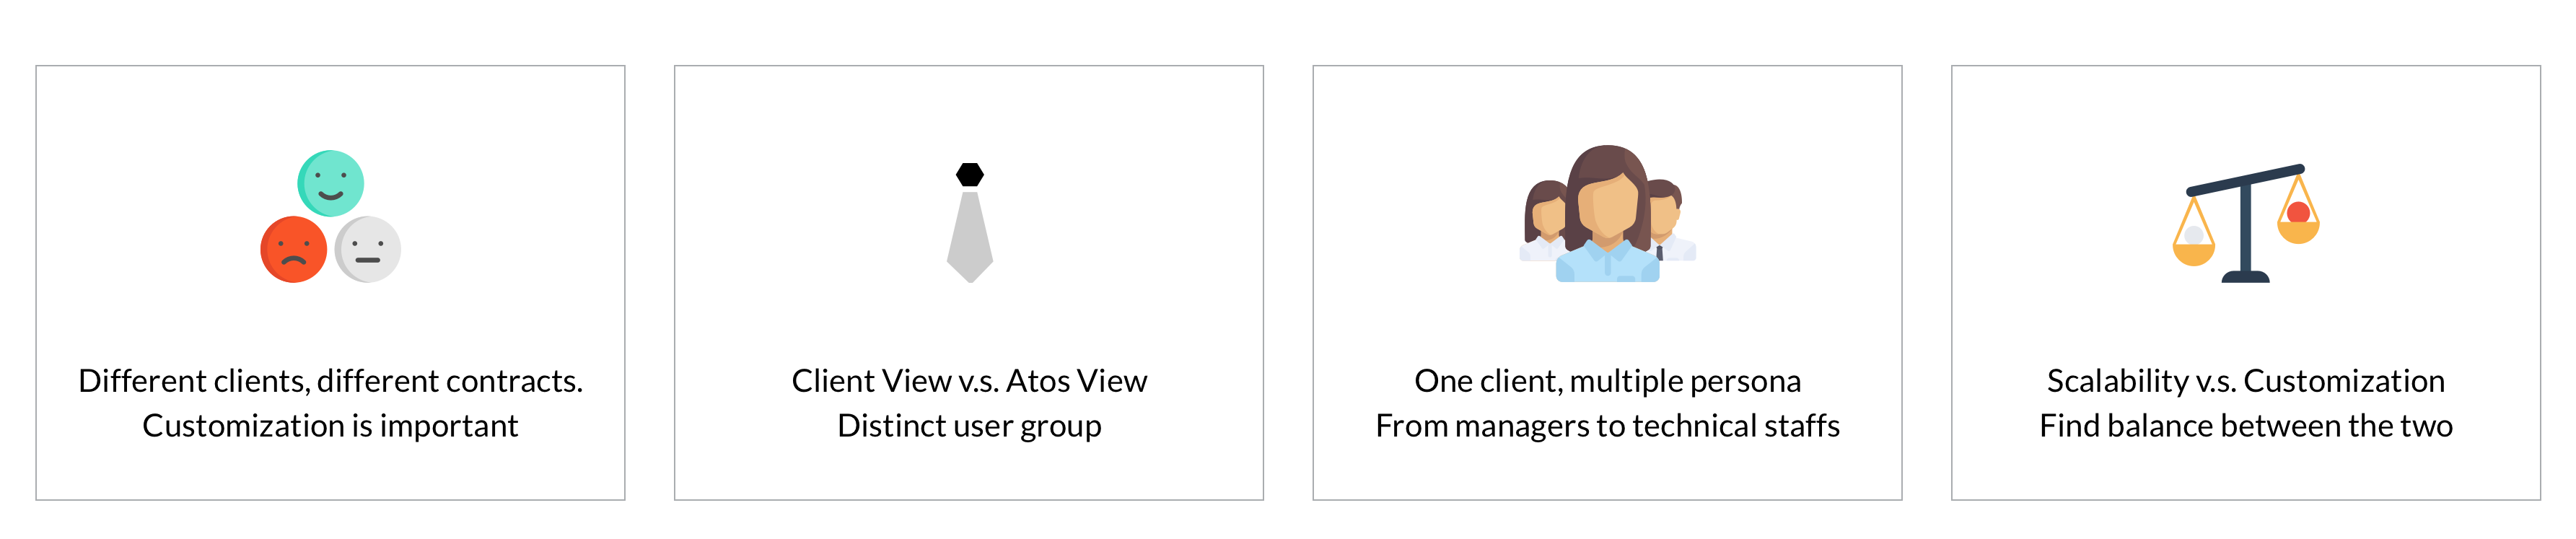 Different clients, different contracts.
Customization is important
Client View v.s. Atos View
Distinct user group
One client, multiple persona
From managers to technical staffs
Scalability v.s. Customization
Find balance between the two